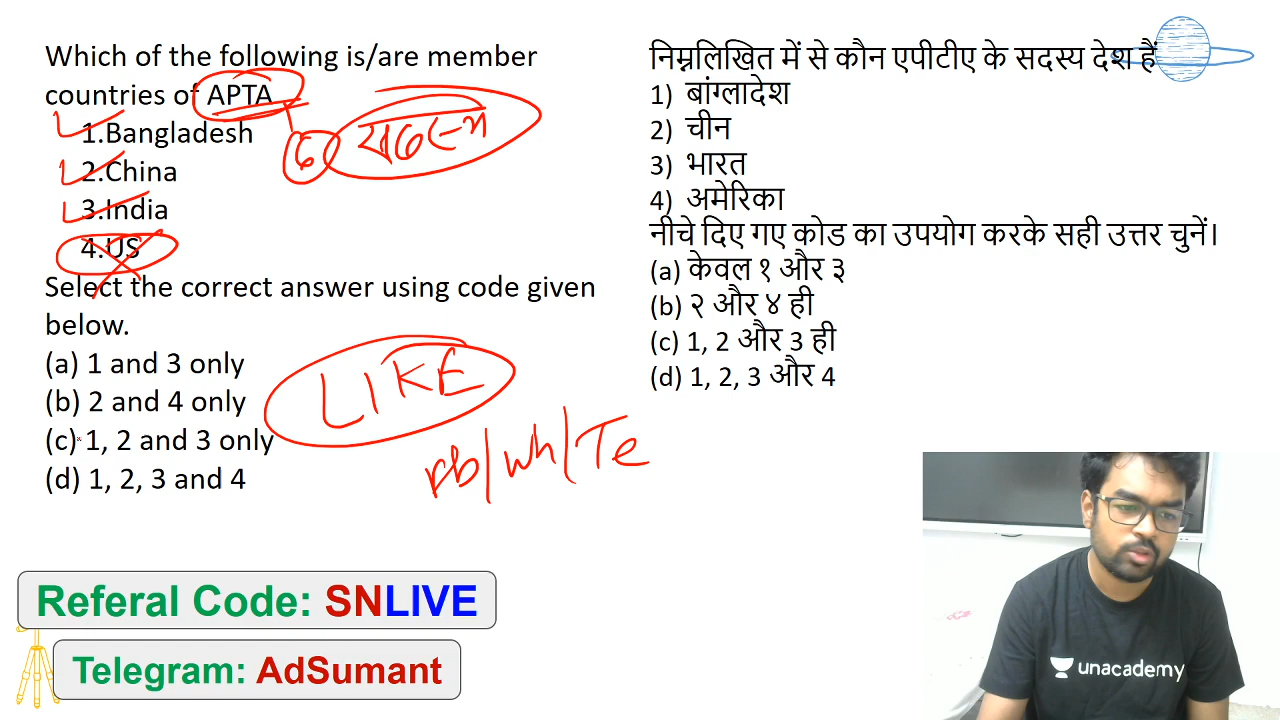 Which of the following is/are member
countries of APTA
1.Bangladesh
2.China
3.India
4.US
Select the correct answer using code given
below.
(a) 1 and 3 only
(b) 2 and 4 only
(c) 1, 2 and 3 only
(d) 1, 2, 3 and 4
सदस्य
LIKE
Fb/Wh/Te
निम्नलिखित में से कौन एपीटीए के सदस्य देश हैं
1) बांग्लादेश
2) चीन
3) भारत
4) अमेरिका
नीचे दिए गए कोड का उपयोग करके सही उत्तर चुनें।
(a) केवल १ और ३
(b) २ और ४ ही
(c) 1, 2 और 3 ही
(d) 1, 2, 3 और 4
Referal Code: SNLIVE
Telegram: AdSumant
unacademy